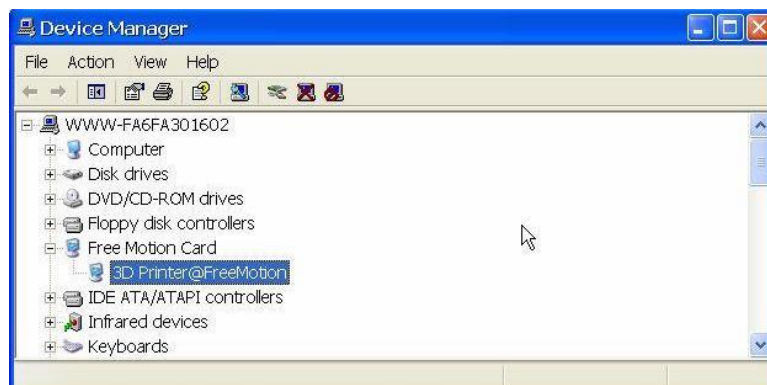 Device Manager
File Action View Help
WWW-FA6FA301602
Computer
Disk drives
DVD/CD-ROM drives
Floppy disk controllers
Free Motion Card
3D Printer@FreeMotion
IDE ATA/ATAPI controllers
Infrared devices
Keyboards